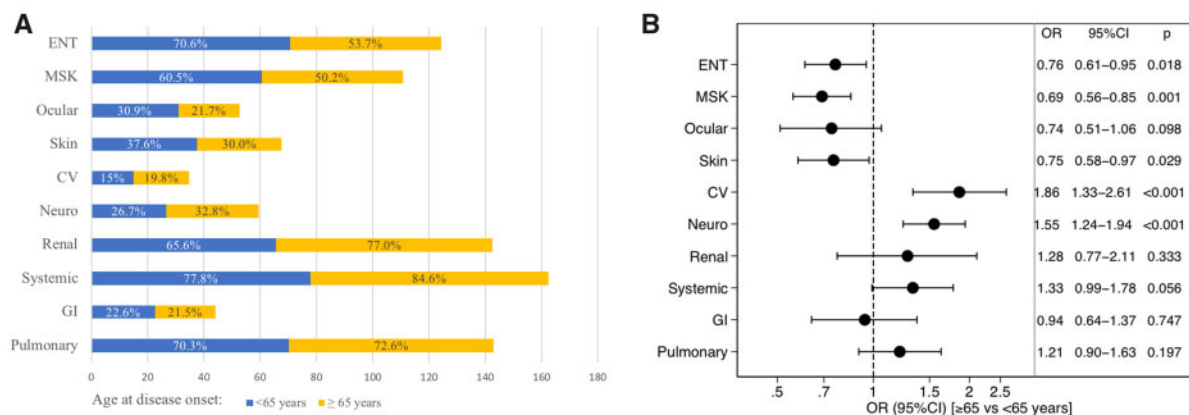 A
ENT 70.6% 53.7%
MSK 60.5% 50.2%
Ocular 30.9% 21.7%
Skin 37.6% 30.0%
CV 15% 19.8%
Neuro 26.7% 32.8%
Renal 65.6% 77.0%
Systemic 77.8% 84.6%
GI 22.6% 21.5%
Pulmonary 70.3% 72.6%
0 20 40 60 80 100 120 140 160 180
Age at disease onset: <65 years ≥ 65 years
B
OR 95%CI p
ENT 0.76 0.61–0.95 0.018
MSK 0.69 0.56–0.85 0.001
Ocular 0.74 0.51–1.06 0.098
Skin 0.75 0.58–0.97 0.029
CV 1.86 1.33–2.61 <0.001
Neuro 1.55 1.24–1.94 <0.001
Renal 1.28 0.77–2.11 0.333
Systemic 1.33 0.99–1.78 0.056
GI 0.94 0.64–1.37 0.747
Pulmonary 1.21 0.90–1.63 0.197
.5 .7 1 1.5 2 2.5
OR (95%CI) [≥65 vs <65 years]